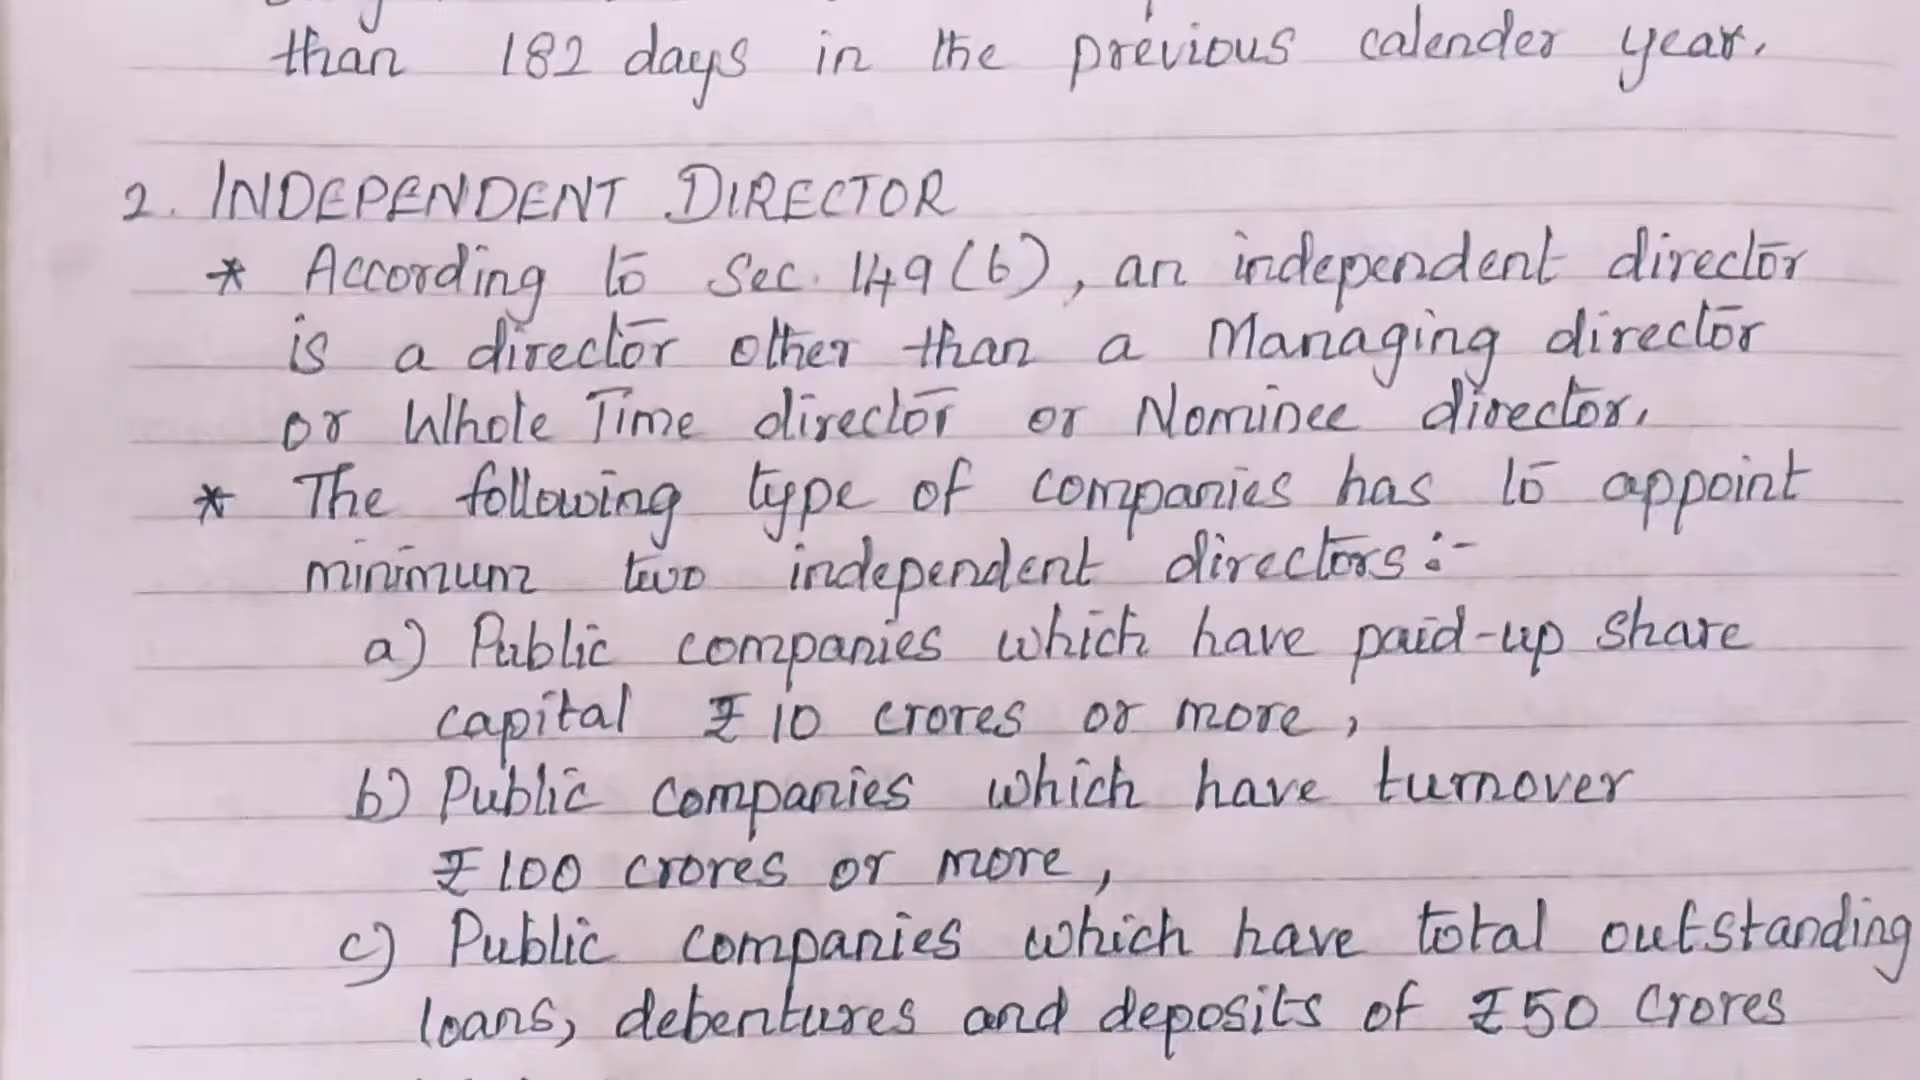 than 182 days in the previous calender year.
2. INDEPENDENT DIRECTOR
* According to Sec. 149(6), an independent director
is a director other than a Managing director
or Whole Time director or Nominee director.
* The following type of companies has to appoint
minimum two independent directors:-
a) Public companies which have paid-up share
capital ₹10 crores or more,
b) Public companies which have turnover
₹100 crores or more,
c) Public companies which have total outstanding
loans, debentures and deposits of ₹50 Crores